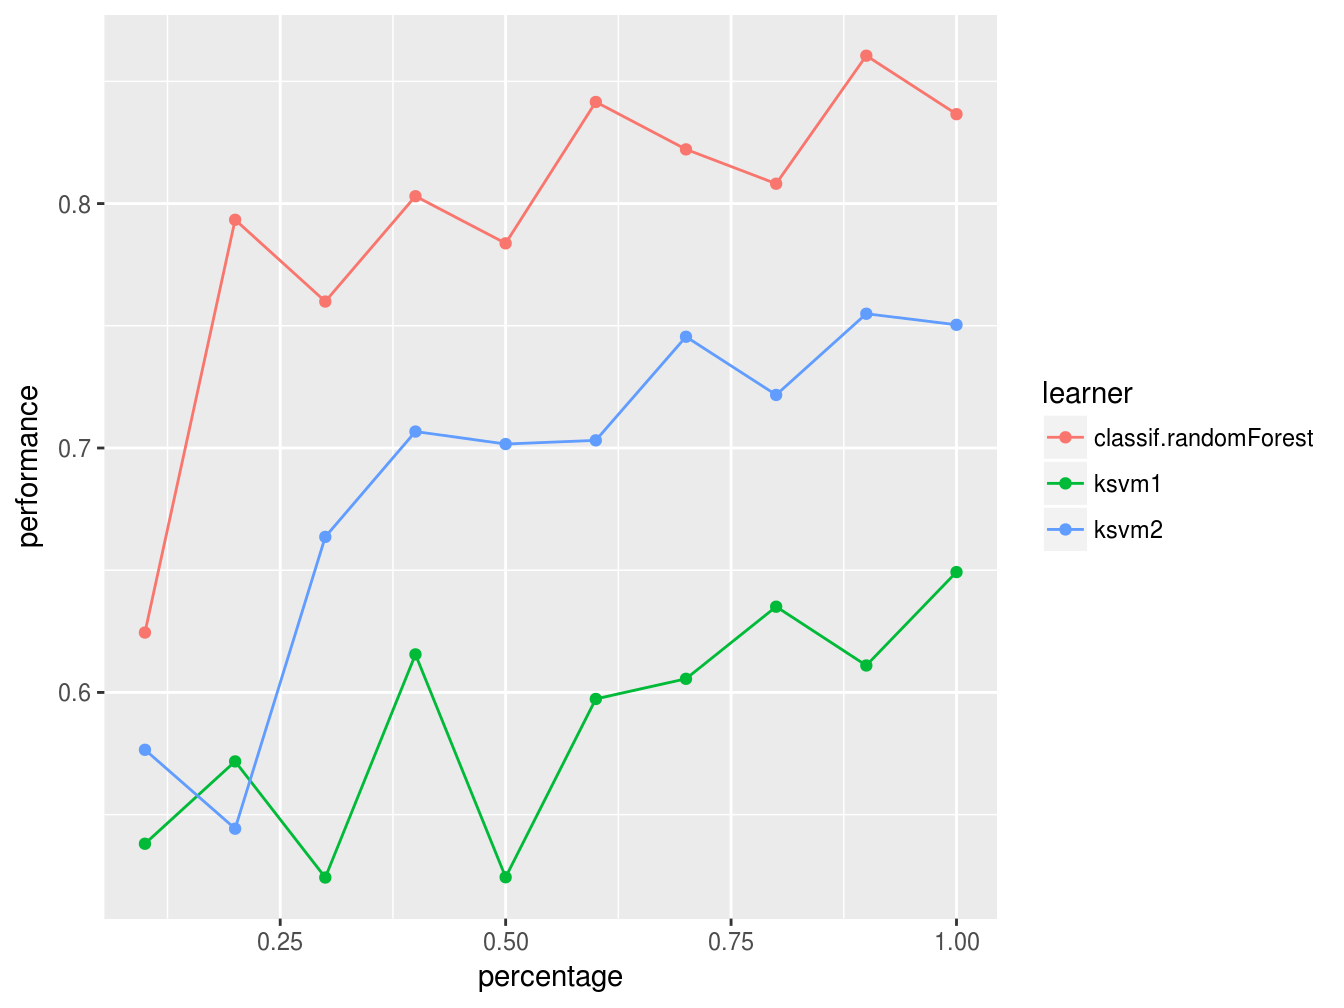 performance
0.8
0.7
0.6
0.25 0.50 0.75 1.00
percentage
learner
classif.randomForest
ksvm1
ksvm2